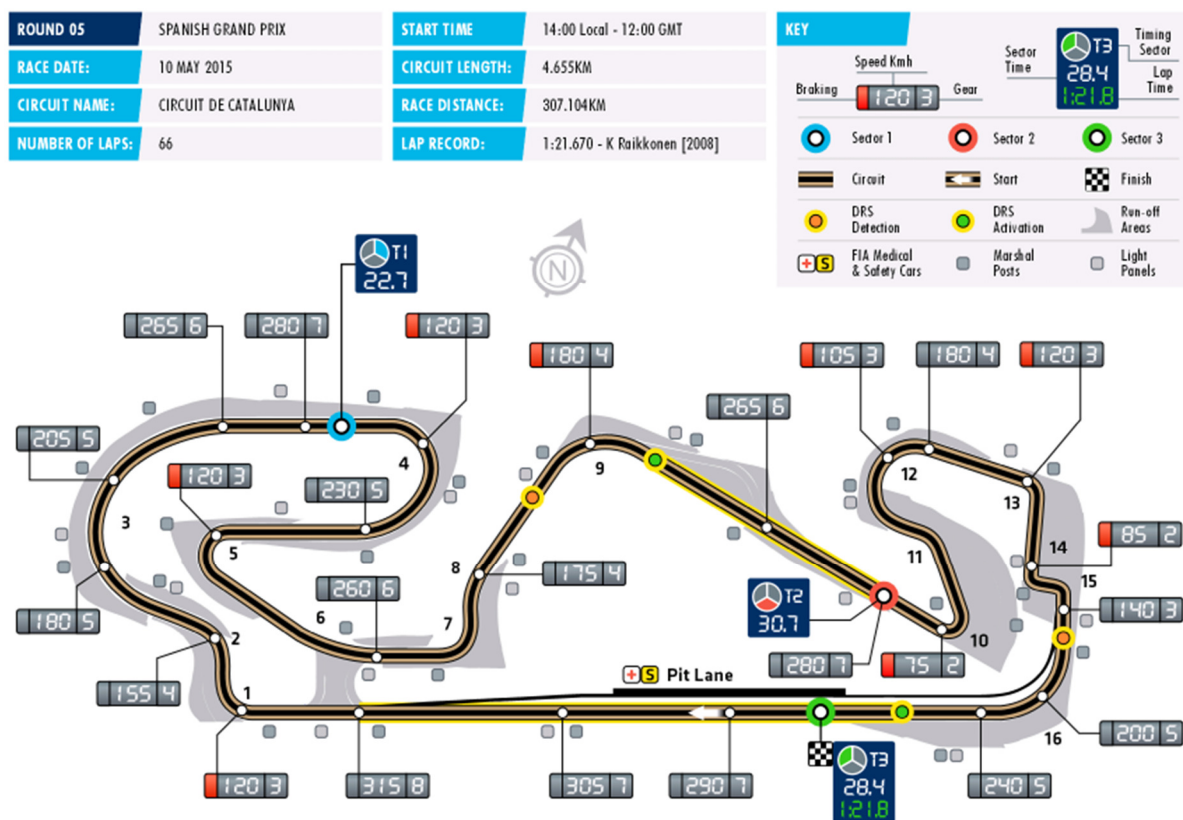 ROUND 05 SPANISH GRAND PRIX
RACE DATE: 10 MAY 2015
CIRCUIT NAME: CIRCUIT DE CATALUNYA
NUMBER OF LAPS: 66
START TIME 14:00 Local - 12:00 GMT
CIRCUIT LENGTH: 4.655KM
RACE DISTANCE: 307.104KM
LAP RECORD: 1:21.670 - K Raikkonen [2008]
KEY
Speed Kmh
Braking 120 3 Gear
Sector Time
T3
28.4
1:21.8
Timing Sector
Lap Time
Sector 1 Sector 2 Sector 3
Circuit Start Finish
DRS Detection
DRS Activation
Run-off Areas
S FIA Medical & Safety Cars
Marshal Posts
Light Panels
N
T1
22.7
265 6
280 7
120 3
180 4
105 3
180 4
120 3
265 6
205 5
120 3
230 5
4
9
12
13
3
5
11
14
85 2
8
175 4
15
260 6
T2
30.7
140 3
180 5
6
7
10
2
280 7
75 2
S Pit Lane
155 4
1
16
200 5
120 3
315 8
305 7
290 7
T3
28.4
1:21.8
240 5